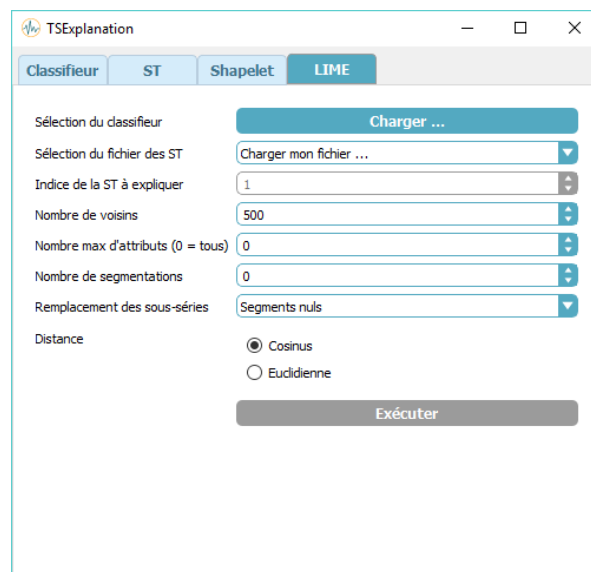 TSExplanation
Classifieur ST Shapelet LIME
Sélection du classifieur Charger ...
Sélection du fichier des ST Charger mon fichier ...
Indice de la ST à expliquer 1
Nombre de voisins 500
Nombre max d'attributs (0 = tous) 0
Nombre de segmentations 0
Remplacement des sous-séries Segments nuls
Distance Cosinus
Euclidienne
Exécuter